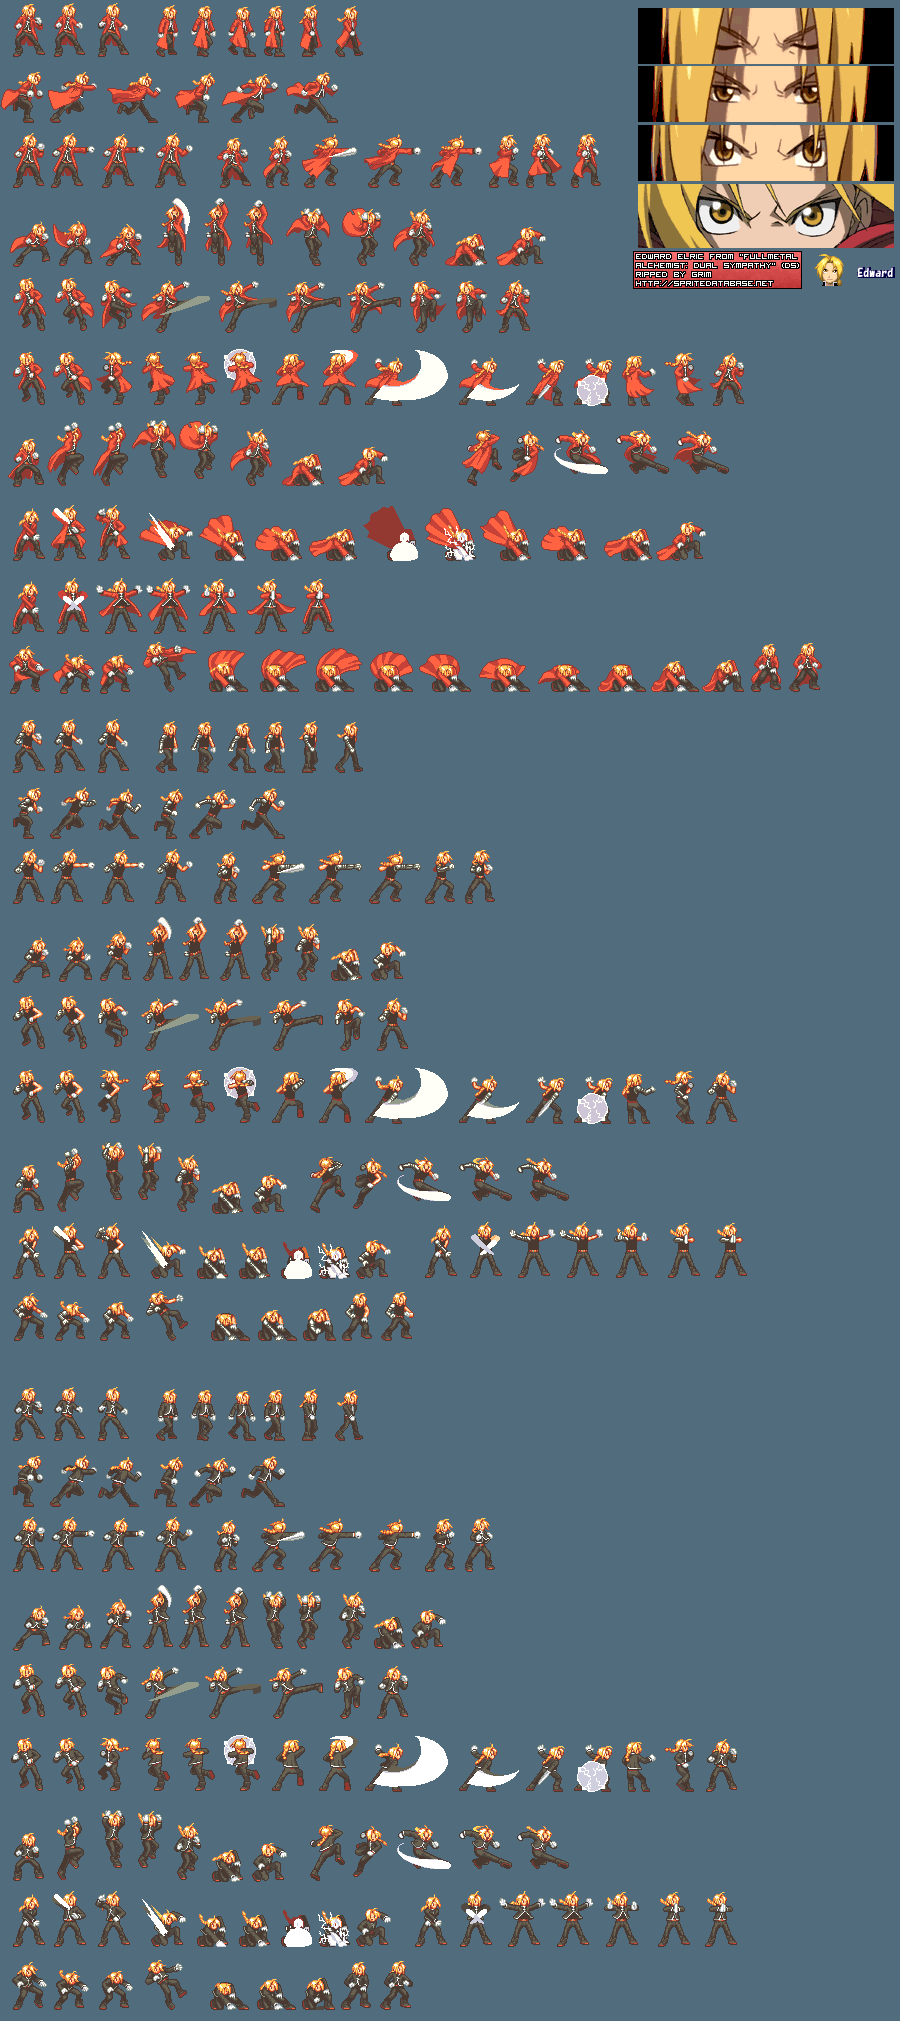 EDWARD ELRIC FROM "FULLMETAL
ALCHEMIST: DUAL SYMPATHY" (DS)
RIPPED BY GRIM
HTTP://SPRITEDATABASE.NET
Edward